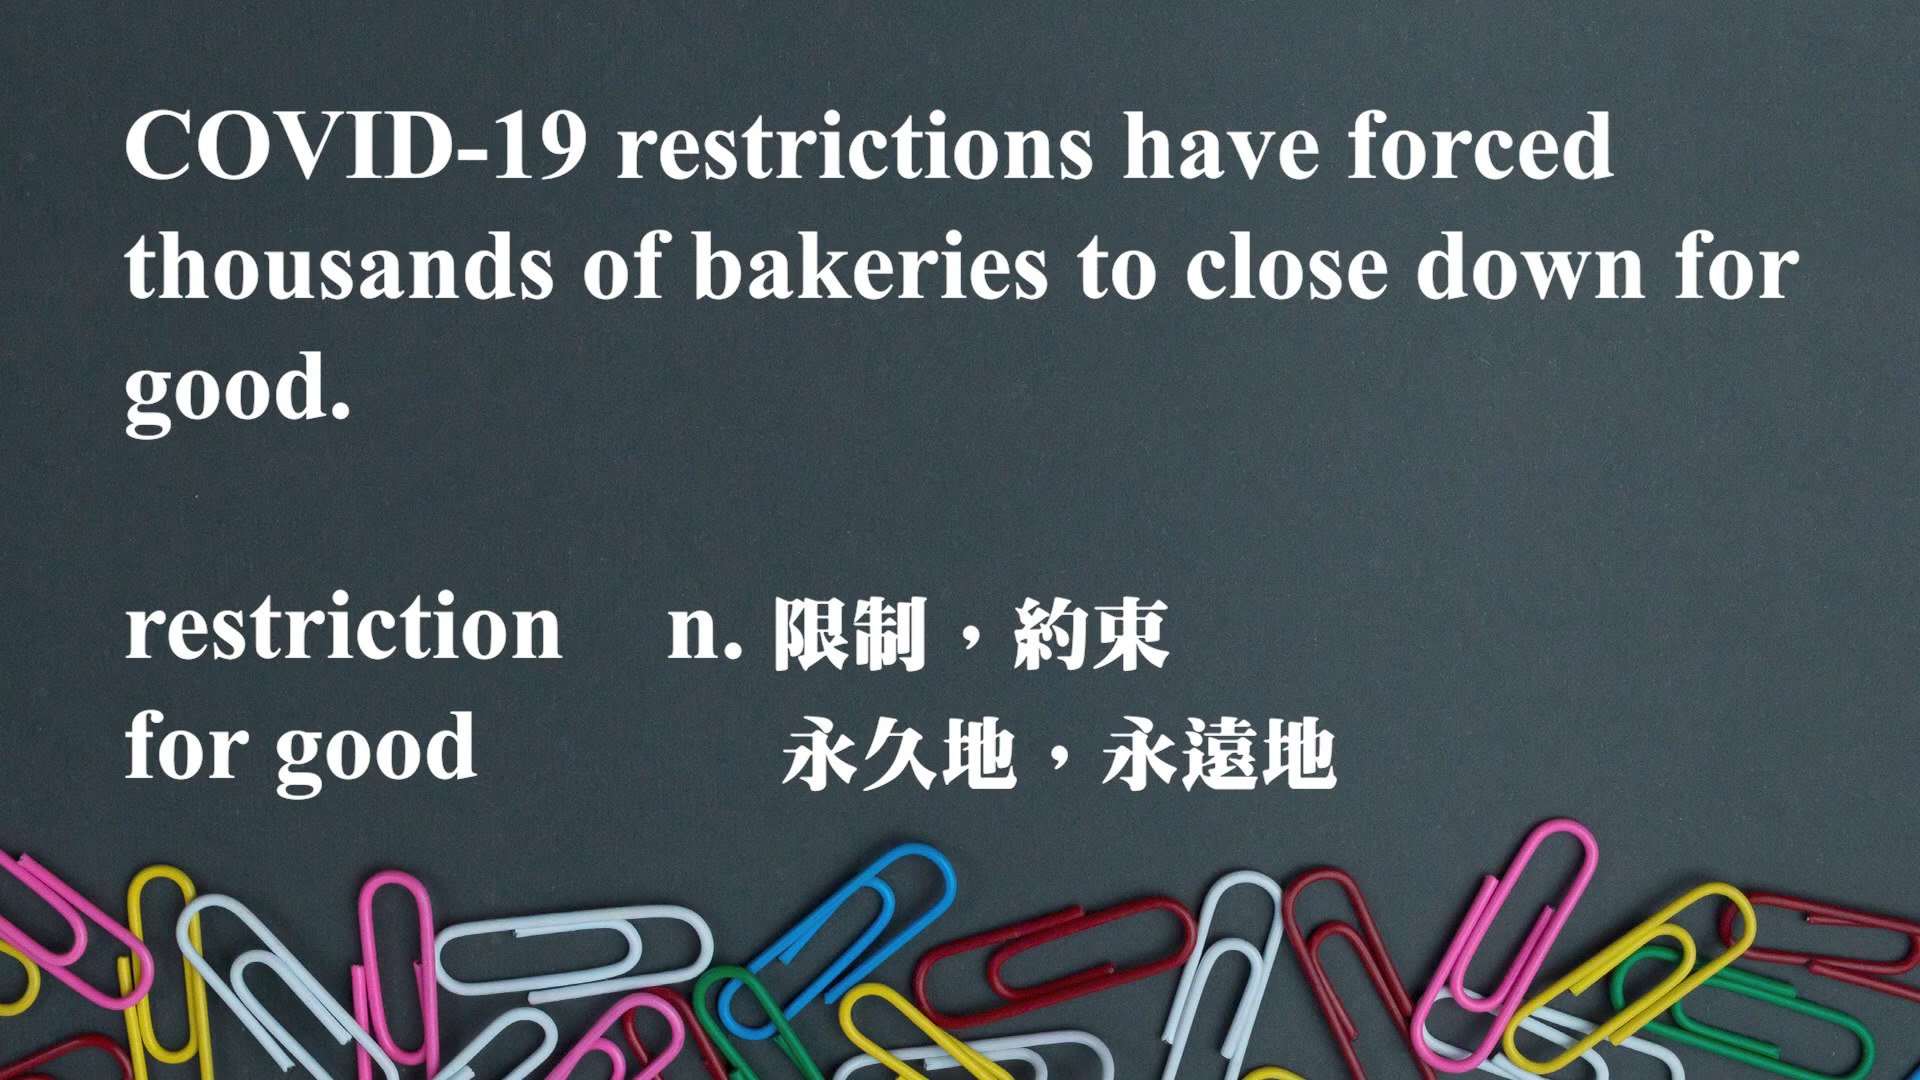 COVID-19 restrictions have forced
thousands of bakeries to close down for
good.
restriction n. 限制，約束
for good 永久地，永遠地